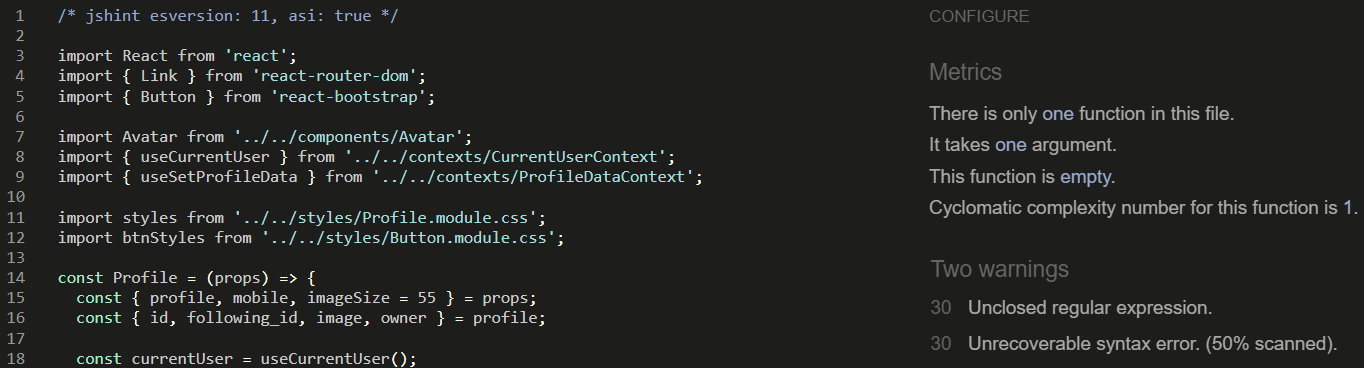 1 /* jshint esversion: 11, asi: true */
2
3 import React from 'react';
4 import { Link } from 'react-router-dom';
5 import { Button } from 'react-bootstrap';
6
7 import Avatar from '../../components/Avatar';
8 import { useCurrentUser } from '../../contexts/CurrentUserContext';
9 import { useSetProfileData } from '../../contexts/ProfileDataContext';
10
11 import styles from '../../styles/Profile.module.css';
12 import btnStyles from '../../styles/Button.module.css';
13
14 const Profile = (props) => {
15 const { profile, mobile, imageSize = 55 } = props;
16 const { id, following_id, image, owner } = profile;
17
18 const currentUser = useCurrentUser();
CONFIGURE
Metrics
There is only one function in this file.
It takes one argument.
This function is empty.
Cyclomatic complexity number for this function is 1.
Two warnings
30 Unclosed regular expression.
30 Unrecoverable syntax error. (50% scanned).